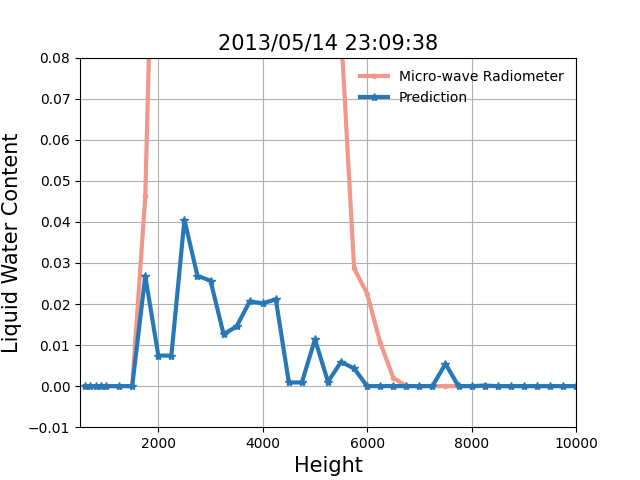 2013/05/14 23:09:38
0.08
0.07
0.06
0.05
0.04
0.03
0.02
0.01
0.00
−0.01
Liquid Water Content
Micro-wave Radiometer
Prediction
2000 4000 6000 8000 10000
Height